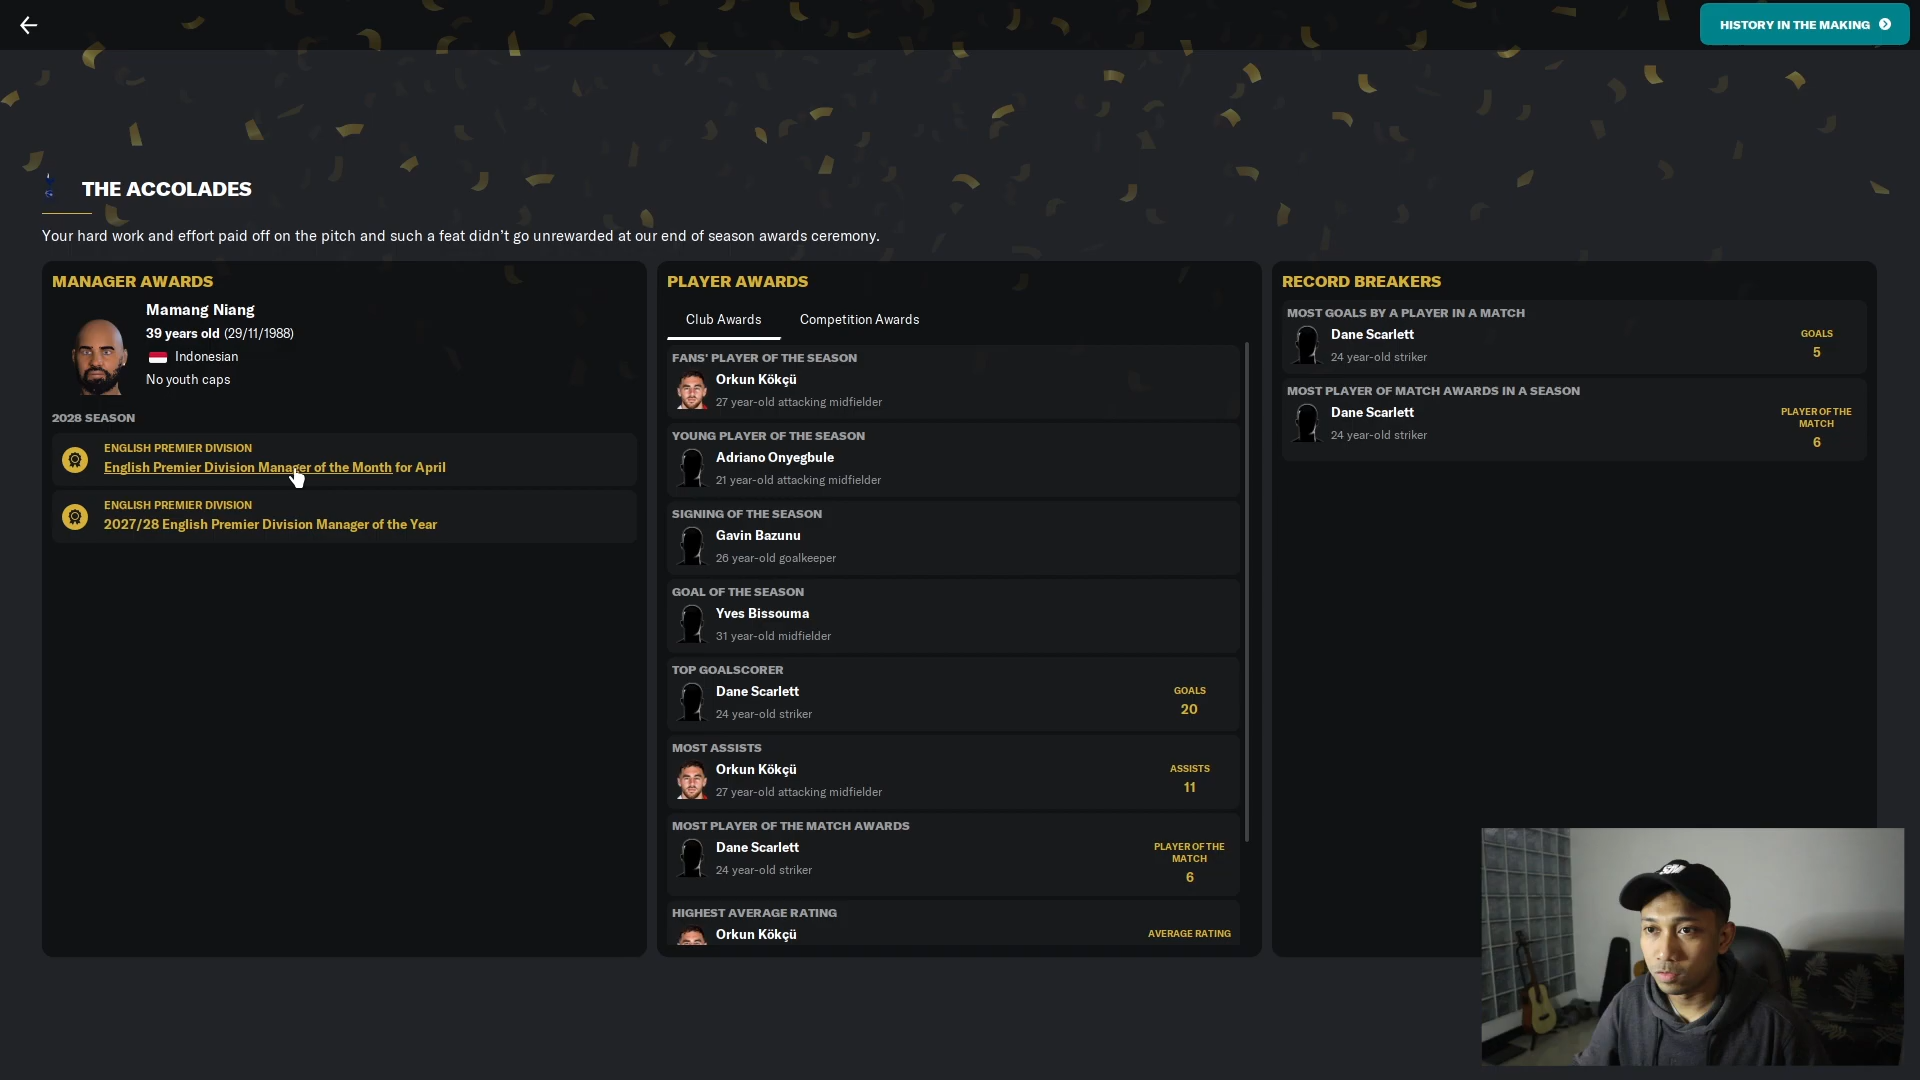 HISTORY IN THE MAKING
THE ACCOLADES
Your hard work and effort paid off on the pitch and such a feat didn't go unrewarded at our end of season awards ceremony.
MANAGER AWARDS
Mamang Niang
39 years old (29/11/1988)
Indonesian
No youth caps
2028 SEASON
ENGLISH PREMIER DIVISION
English Premier Division Manager of the Month for April
ENGLISH PREMIER DIVISION
2027/28 English Premier Division Manager of the Year
PLAYER AWARDS
Club Awards
Competition Awards
FANS' PLAYER OF THE SEASON
Orkun Kökçü
27 year-old attacking midfielder
YOUNG PLAYER OF THE SEASON
Adriano Onyegbule
21 year-old attacking midfielder
SIGNING OF THE SEASON
Gavin Bazunu
26 year-old goalkeeper
GOAL OF THE SEASON
Yves Bissouma
31 year-old midfielder
TOP GOALSCORER
Dane Scarlett
24 year-old striker
GOALS
20
MOST ASSISTS
Orkun Kökçü
27 year-old attacking midfielder
ASSISTS
11
MOST PLAYER OF THE MATCH AWARDS
Dane Scarlett
24 year-old striker
PLAYER OF THE
MATCH
6
HIGHEST AVERAGE RATING
Orkun Kökçü
AVERAGE RATING
RECORD BREAKERS
MOST GOALS BY A PLAYER IN A MATCH
Dane Scarlett
24 year-old striker
GOALS
5
MOST PLAYER OF MATCH AWARDS IN A SEASON
Dane Scarlett
24 year-old striker
PLAYER OF THE
MATCH
6